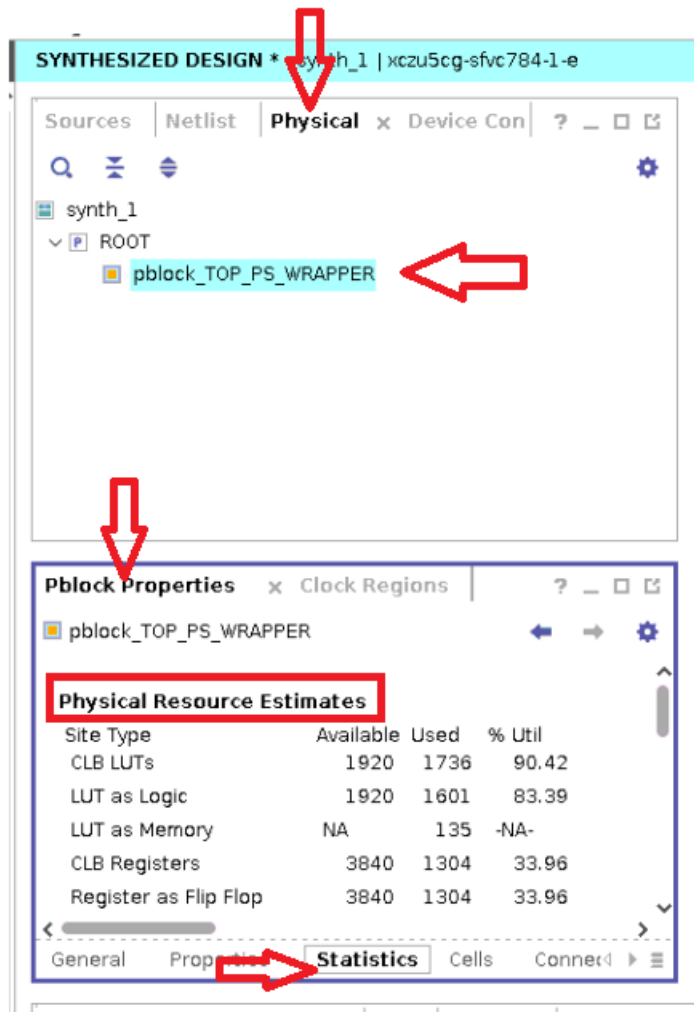 SYNTHESIZED DESIGN * synth_1 | xczu5cg-sfvc784-1-e
Sources Netlist Physical × Device Con ?
synth_1
ROOT
pblock_TOP_PS_WRAPPER
Pblock Properties × Clock Regions ?
pblock_TOP_PS_WRAPPER
Physical Resource Estimates
Site Type Available Used % Util
CLB LUTs 1920 1736 90.42
LUT as Logic 1920 1601 83.39
LUT as Memory NA 135 -NA-
CLB Registers 3840 1304 33.96
Register as Flip Flop 3840 1304 33.96
General Properties Statistics Cells Connec